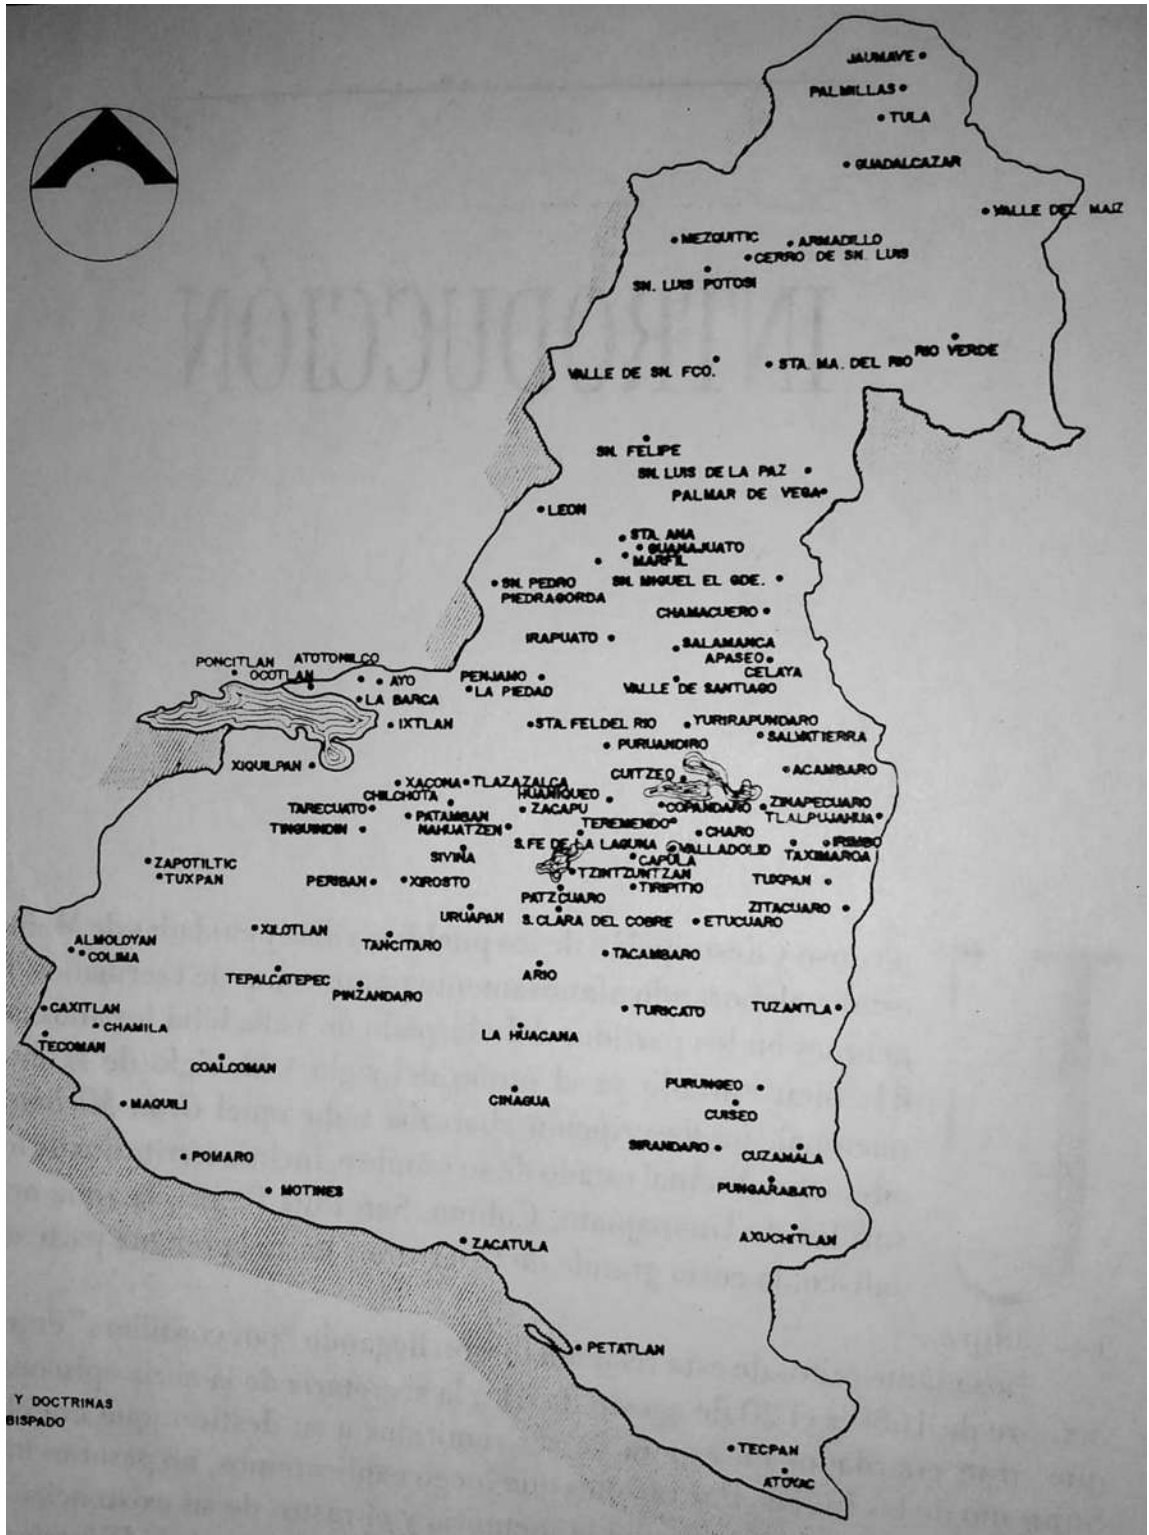 JAUMAVE
PALMILLAS
TULA
GUADALCAZAR
VALLE DEL MAIZ
MEZQUITIC
ARMADILLO
CERRO DE SN. LUIS
SN. LUIS POTOSI
RIO VERDE
VALLE DE SN. FCO.
STA. MA. DEL RIO
INTRODUCCION
SN. FELIPE
SN. LUIS DE LA PAZ
PALMAR DE VEGA
LEON
STA. ANA
GUANAJUATO
MARFIL
SN. PEDRO
PIEDRAGORDA
SN. MIGUEL EL GDE.
CHAMACUERO
IRAPUATO
SALAMANCA
APASEO
CELAYA
PONCITLAN
ATOTONILCO
OCOTLAN
AYO
PENJAMO
LA PIEDAD
VALLE DE SANTIAGO
LA BARCA
IXTLAN
STA. FELDEL RIO
YURIRAPUNDARO
SALVATIERRA
PURUANDIRO
XIQUILPAN
CUITZEO
ACAMBARO
XACONA
TLAZAZALCA
CHILCHOTA
HUANIQUEO
TARECUATO
PATAMBAN
ZACAPU
COPANDARO
ZINAPECUARO
TLALPUJAHUA
TINGUINDIN
NAHUATZEN
TEREMENDO
CHARO
S. FE DE LA LAGUNA
VALLADOLID
IRIMBO
TAXIMAROA
SIVINA
CAPULA
ZAPOTILTIC
TUXPAN
PERIBAN
XIROSTO
TZINTZUNTZAN
TIRIPITIO
TUXPAN
PATZCUARO
ZITACUARO
URUAPAN
S. CLARA DEL COBRE
ETUCUARO
XILOTLAN
TANCITARO
ALMOLOYAN
COLIMA
TACAMBARO
ARIO
TEPALCATEPEC
PINZANDARO
CAXITLAN
CHAMILA
TECOMAN
TURICATO
TUZANTLA
LA HUACANA
COALCOMAN
PURUNGEO
MAQUILI
CINAGUA
CUISEO
POMARO
SIRANDARO
CUZAMALA
MOTINES
PUNGARABATO
ZACATULA
AXUCHITLAN
PETATLAN
Y DOCTRINAS
BISPADO
TECPAN
ATOYAC